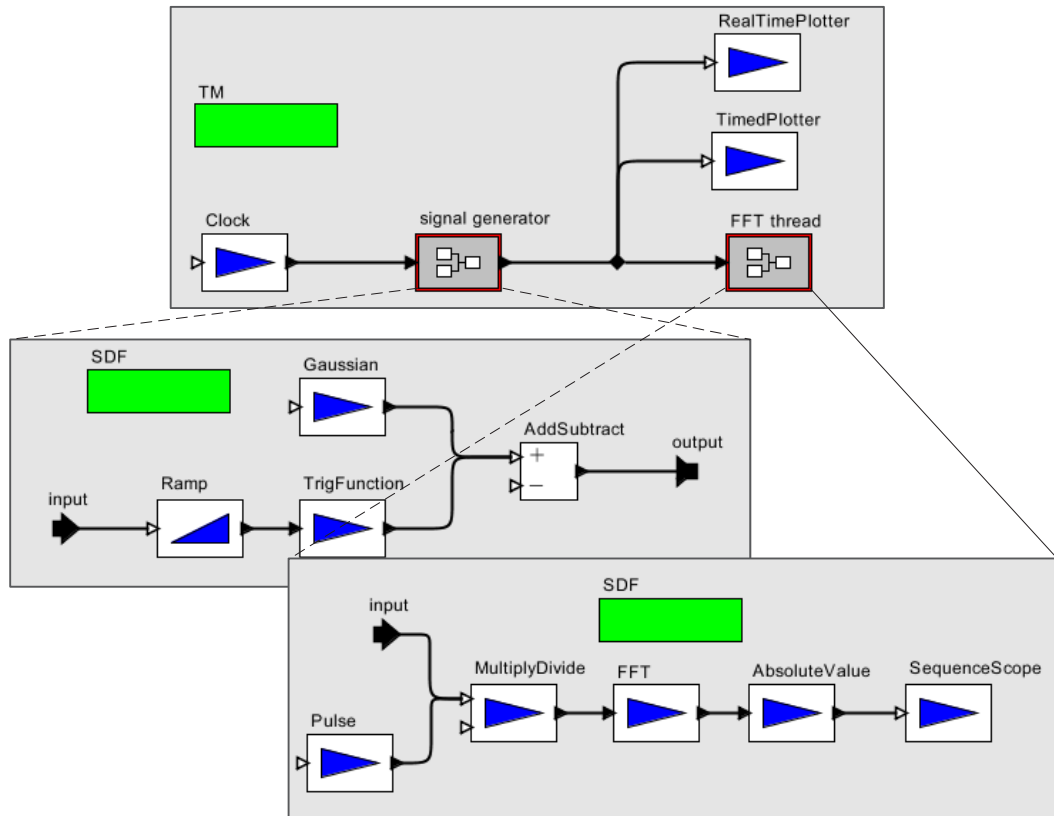 RealTimePlotter
TM
TimedPlotter
Clock
signal generator
FFT thread
SDF
Gaussian
AddSubtract
+
−
output
input
Ramp
TrigFunction
SDF
input
MultiplyDivide
FFT
AbsoluteValue
SequenceScope
Pulse